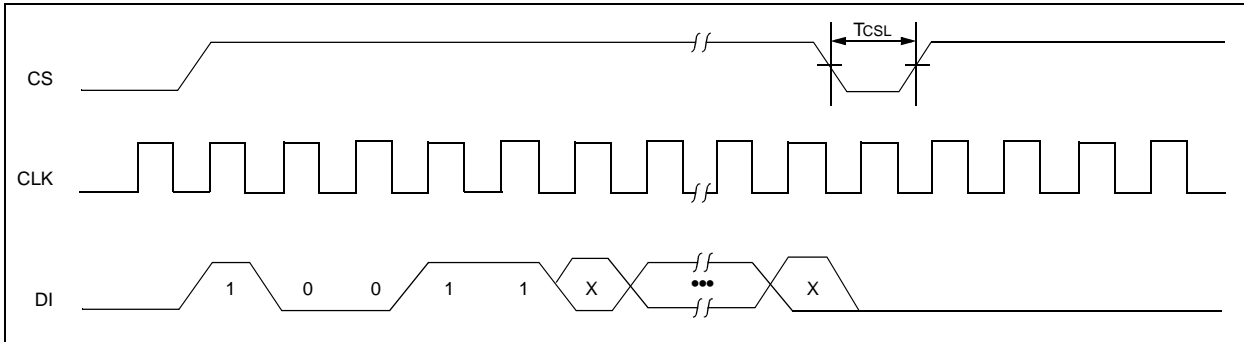 TCSL
CS
CLK
DI
1 0 0 1 1 X ••• X